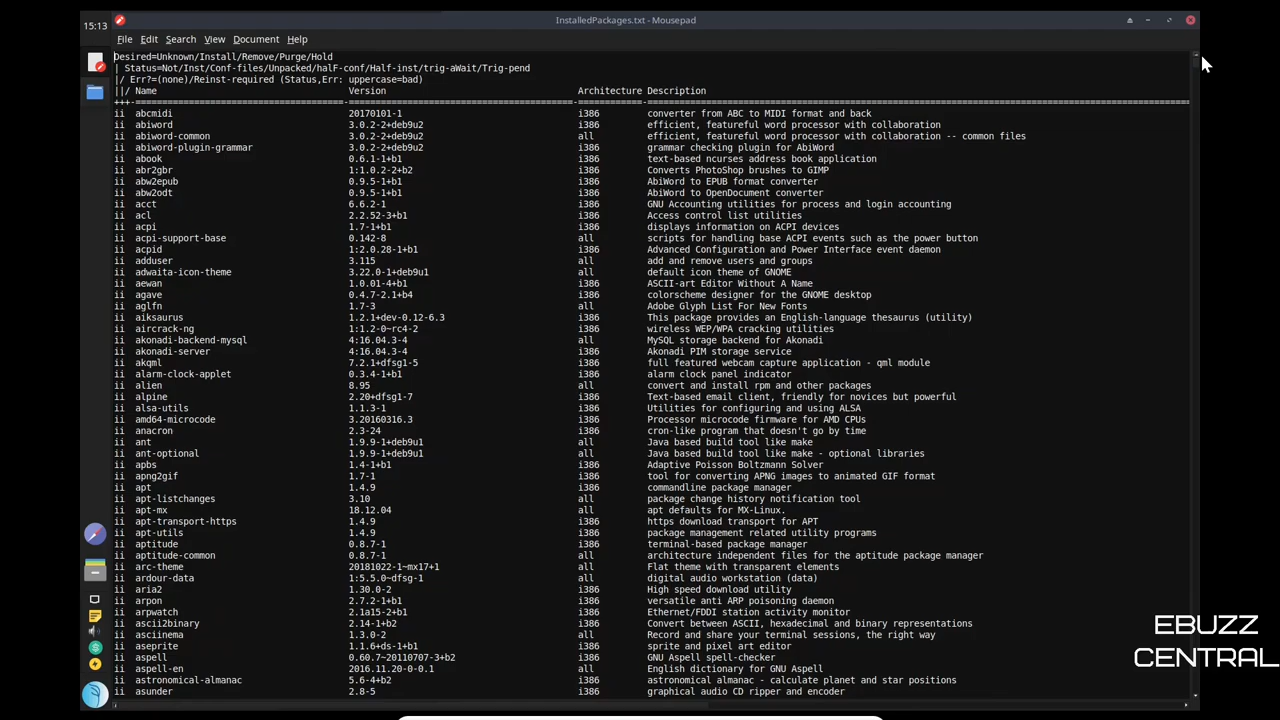 15:13
InstalledPackages.txt - Mousepad
File Edit Search View Document Help
Desired=Unknown/Install/Remove/Purge/Hold
| Status=Not/Inst/Conf-files/Unpacked/halF-conf/Half-inst/trig-aWait/Trig-pend
|/ Err?=(none)/Reinst-required (Status,Err: uppercase=bad)
||/ Name Version Architecture Description
+++-======================================-==========================================-============-====================================================================================================
ii abcmidi 20170101-1 i386 converter from ABC to MIDI format and back
ii abiword 3.0.2-2+deb9u2 i386 efficient, featureful word processor with collaboration
ii abiword-common 3.0.2-2+deb9u2 all efficient, featureful word processor with collaboration -- common files
ii abiword-plugin-grammar 3.0.2-2+deb9u2 i386 grammar checking plugin for AbiWord
ii abook 0.6.1-1+b1 i386 text-based ncurses address book application
ii abr2gbr 1:1.0.2-2+b2 i386 Converts PhotoShop brushes to GIMP
ii abw2epub 0.9.5-1+b1 i386 AbiWord to EPUB format converter
ii abw2odt 0.9.5-1+b1 i386 AbiWord to OpenDocument converter
ii acct 6.6.2-1 i386 GNU Accounting utilities for process and login accounting
ii acl 2.2.52-3+b1 i386 Access control list utilities
ii acpi 1.7-1+b1 i386 displays information on ACPI devices
ii acpi-support-base 0.142-8 all scripts for handling base ACPI events such as the power button
ii acpid 1:2.0.28-1+b1 i386 Advanced Configuration and Power Interface event daemon
ii adduser 3.115 all add and remove users and groups
ii adwaita-icon-theme 3.22.0-1+deb9u1 all default icon theme of GNOME
ii aewan 1.0.01-4+b1 i386 ASCII-art Editor Without A Name
ii agave 0.4.7-2.1+b4 i386 colorscheme designer for the GNOME desktop
ii aglfn 1.7-3 all Adobe Glyph List For New Fonts
ii aiksaurus 1.2.1+dev-0.12-6.3 i386 This package provides an English-language thesaurus (utility)
ii aircrack-ng 1:1.2-0~rc4-2 i386 wireless WEP/WPA cracking utilities
ii akonadi-backend-mysql 4:16.04.3-4 all MySQL storage backend for Akonadi
ii akonadi-server 4:16.04.3-4 i386 Akonadi PIM storage service
ii akqml 7.2.1+dfsg1-5 i386 full featured webcam capture application - qml module
ii alarm-clock-applet 0.3.4-1+b1 i386 alarm clock panel indicator
ii alien 8.95 all convert and install rpm and other packages
ii alpine 2.20+dfsg1-7 i386 Text-based email client, friendly for novices but powerful
ii alsa-utils 1.1.3-1 i386 Utilities for configuring and using ALSA
ii amd64-microcode 3.20160316.3 i386 Processor microcode firmware for AMD CPUs
ii anacron 2.3-24 i386 cron-like program that doesn't go by time
ii ant 1.9.9-1+deb9u1 all Java based build tool like make
ii ant-optional 1.9.9-1+deb9u1 all Java based build tool like make - optional libraries
ii apbs 1.4-1+b1 i386 Adaptive Poisson Boltzmann Solver
ii apng2gif 1.7-1 i386 tool for converting APNG images to animated GIF format
ii apt 1.4.9 i386 commandline package manager
ii apt-listchanges 3.10 all package change history notification tool
ii apt-mx 18.12.04 all apt defaults for MX-Linux.
ii apt-transport-https 1.4.9 i386 https download transport for APT
ii apt-utils 1.4.9 i386 package management related utility programs
ii aptitude 0.8.7-1 i386 terminal-based package manager
ii aptitude-common 0.8.7-1 all architecture independent files for the aptitude package manager
ii arc-theme 20181022-1~mx17+1 all Flat theme with transparent elements
ii ardour-data 1:5.5.0~dfsg-1 all digital audio workstation (data)
ii aria2 1.30.0-2 i386 High speed download utility
ii arpon 2.7.2-1+b1 i386 versatile anti ARP poisoning daemon
ii arpwatch 2.1a15-2+b1 i386 Ethernet/FDDI station activity monitor
ii ascii2binary 2.14-1+b2 i386 Convert between ASCII, hexadecimal and binary representations
ii asciinema 1.3.0-2 all Record and share your terminal sessions, the right way
ii aseprite 1.1.6+ds-1+b1 i386 sprite and pixel art editor
ii aspell 0.60.7~20110707-3+b2 i386 GNU Aspell spell-checker
ii aspell-en 2016.11.20-0-0.1 all English dictionary for GNU Aspell
ii astronomical-almanac 5.6-4+b2 i386 astronomical almanac - calculate planet and star positions
ii asunder 2.8-5 i386 graphical audio CD ripper and encoder
EBUZZ
CENTRAL